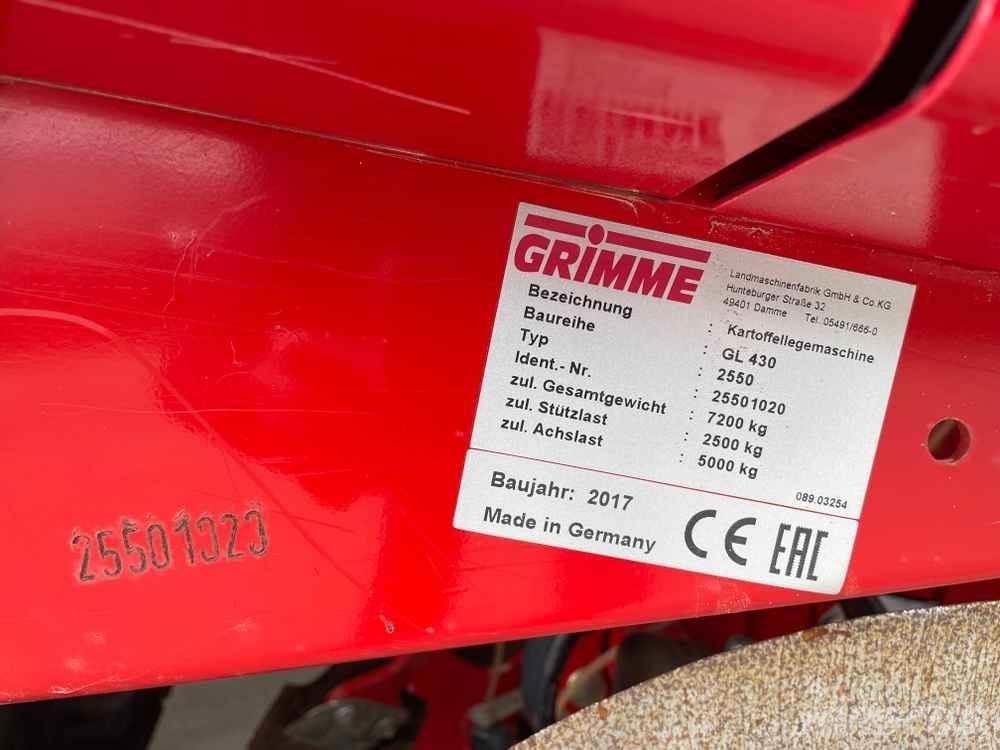 GRIMME
Landmaschinenfabrik GmbH & Co.KG
Hunteburger Straße 32
49401 Damme Tel. 05491/666-0
Bezeichnung : Kartoffellegemaschine
Baureihe : GL 430
Typ : 2550
Ident.- Nr. : 25501020
zul. Gesamtgewicht : 7200 kg
zul. Stützlast : 2500 kg
zul. Achslast : 5000 kg
089.03254
Baujahr: 2017
Made in Germany
CE EAC
25501020